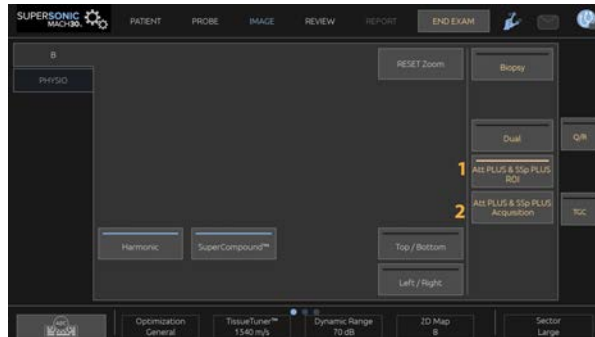 SUPERSONIC
MACH30.
PATIENT
PROBE
IMAGE
REVIEW
REPORT
END EXAM
B
PHYSIO
RESET Zoom
Biopsy
Dual
Q/R
1
Att PLUS & SSp PLUS
ROI
2
Att PLUS & SSp PLUS
Acquisition
TGC
Harmonic
SuperCompound™
Top / Bottom
Left / Right
Optimization
General
TissueTuner™
1540 m/s
Dynamic Range
70 dB
2D Map
8
Sector
Large